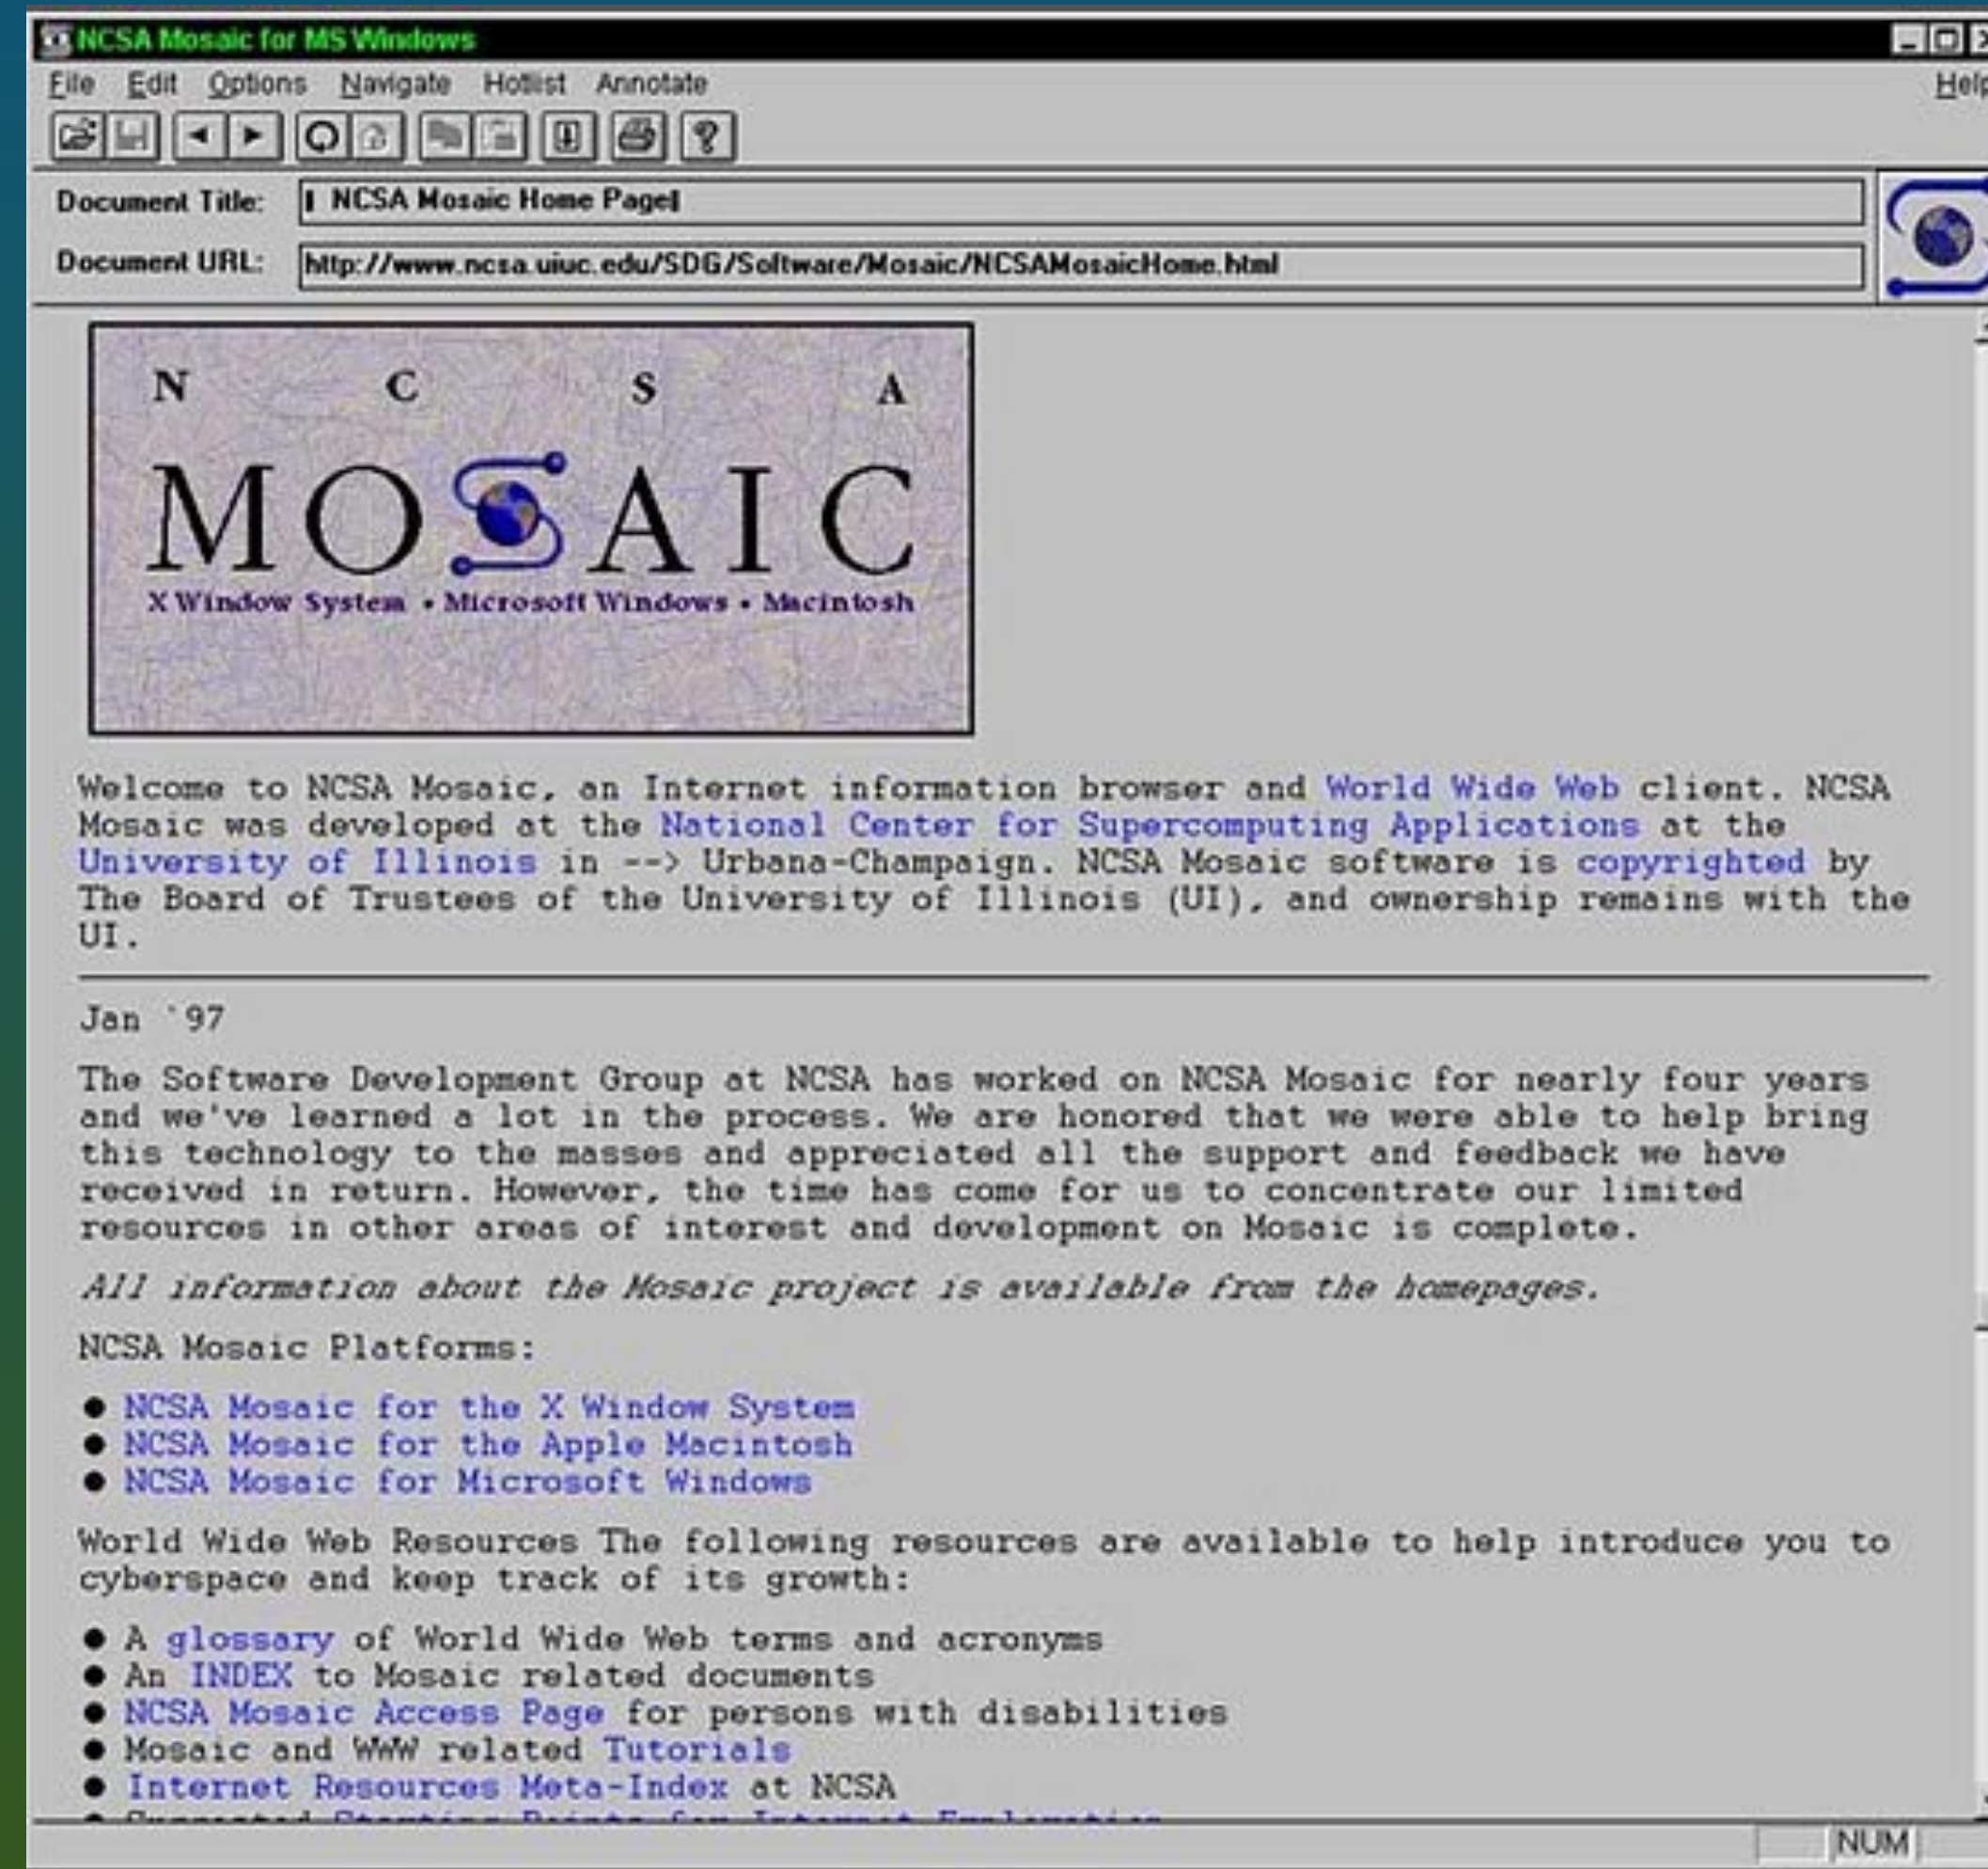 NCSA Mosaic for MS Windows
File Edit Options Navigate Hotlist Annotate Help
Document Title: NCSA Mosaic Home Page
Document URL: http://www.ncsa.uiuc.edu/SDG/Software/Mosaic/NCSAMosaicHome.html
N C S A
MOSAIC
X Window System • Microsoft Windows • Macintosh
Welcome to NCSA Mosaic, an Internet information browser and World Wide Web client. NCSA
Mosaic was developed at the National Center for Supercomputing Applications at the
University of Illinois in --> Urbana-Champaign. NCSA Mosaic software is copyrighted by
The Board of Trustees of the University of Illinois (UI), and ownership remains with the
UI.
Jan `97
The Software Development Group at NCSA has worked on NCSA Mosaic for nearly four years
and we've learned a lot in the process. We are honored that we were able to help bring
this technology to the masses and appreciated all the support and feedback we have
received in return. However, the time has come for us to concentrate our limited
resources in other areas of interest and development on Mosaic is complete.
All information about the Mosaic project is available from the homepages.
NCSA Mosaic Platforms:
● NCSA Mosaic for the X Window System
● NCSA Mosaic for the Apple Macintosh
● NCSA Mosaic for Microsoft Windows
World Wide Web Resources The following resources are available to help introduce you to
cyberspace and keep track of its growth:
● A glossary of World Wide Web terms and acronyms
● An INDEX to Mosaic related documents
● NCSA Mosaic Access Page for persons with disabilities
● Mosaic and WWW related Tutorials
● Internet Resources Meta-Index at NCSA
● Suggested Starting Points for Internet Exploration
NUM